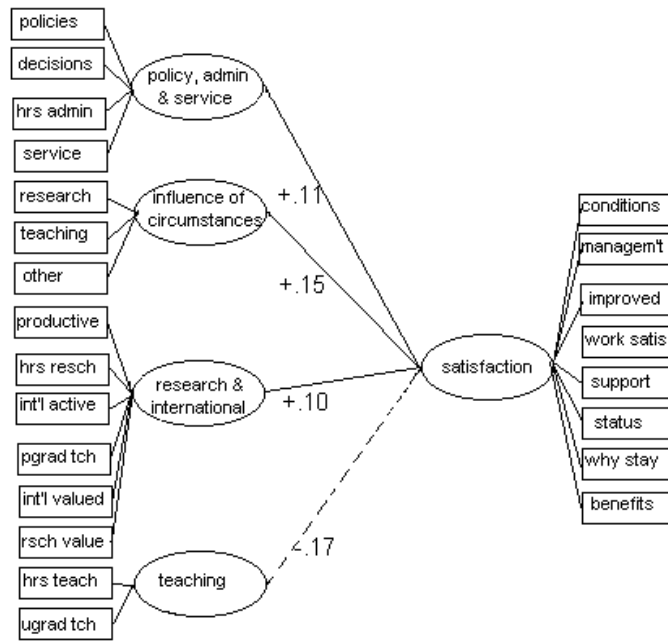 policies
decisions
hrs admin
service
research
teaching
other
productive
hrs resch
int'l active
pgrad tch
int'l valued
rsch value
hrs teach
ugrad tch
policy, admin
& service
influence of
circumstances
research &
international
teaching
+.11
+.15
+.10
-.17
satisfaction
conditions
managem't
improved
work satis
support
status
why stay
benefits